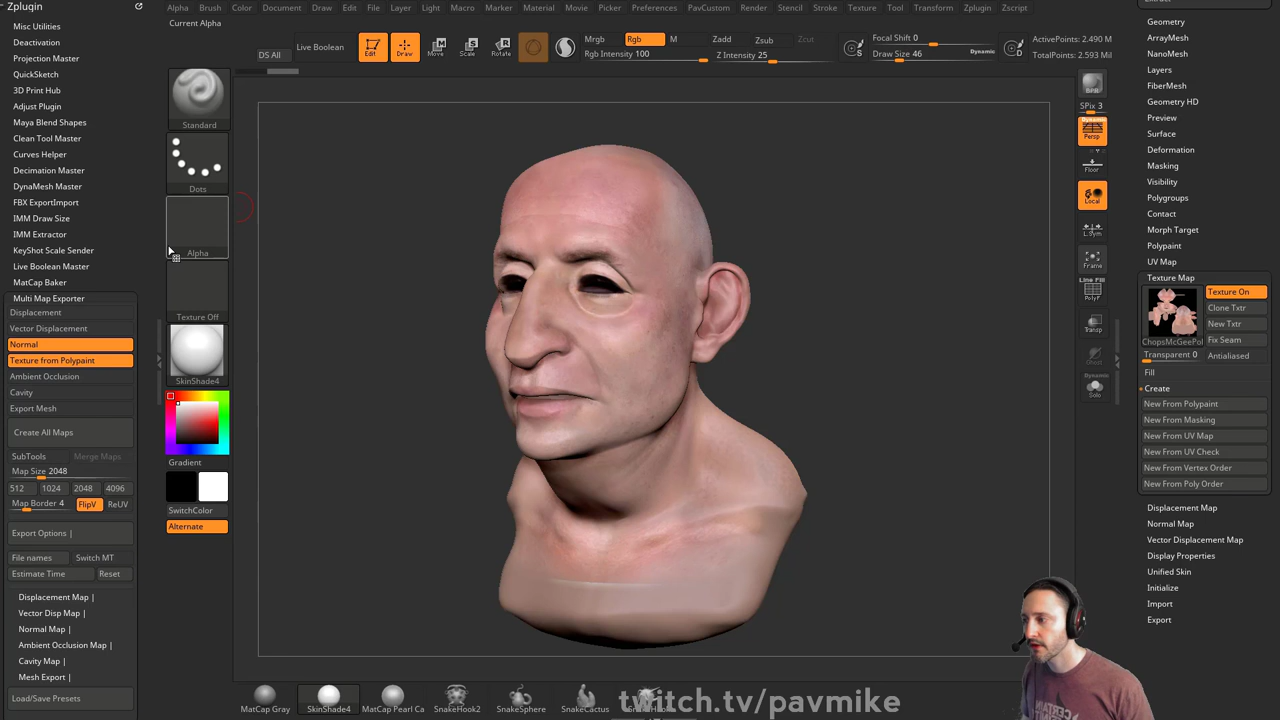 Zplugin
Misc Utilities
Deactivation
Projection Master
QuickSketch
3D Print Hub
Adjust Plugin
Maya Blend Shapes
Clean Tool Master
Curves Helper
Decimation Master
DynaMesh Master
FBX ExportImport
IMM Draw Size
IMM Extractor
KeyShot Scale Sender
Live Boolean Master
MatCap Baker
Multi Map Exporter
Displacement
Vector Displacement
Normal
Texture from Polypaint
Ambient Occlusion
Cavity
Export Mesh
Create All Maps
SubTools Merge Maps
Map Size 2048
512 1024 2048 4096
Map Border 4 FlipV ReUV
Export Options |
File names Switch MT
Estimate Time Reset
Displacement Map |
Vector Disp Map |
Normal Map |
Ambient Occlusion Map |
Cavity Map |
Mesh Export |
Load/Save Presets
Alpha Brush Color Document Draw Edit File Layer Light Macro Marker Material Movie Picker Preferences PavCustom Render Stencil Stroke Texture Tool Transform Zplugin Zscript
Current Alpha
DS All Live Boolean
Edit Draw Move Scale Rotate
Mrgb Rgb M Zadd Zsub Zcut
Rgb Intensity 100 Z Intensity 25
S
Focal Shift 0
Draw Size 46 Dynamic
D
ActivePoints: 2.490 M
TotalPoints: 2.593 Mil
Standard
Dots
Alpha
Texture Off
SkinShade4
Gradient
SwitchColor
Alternate
BPR
SPix 3
Dynamic
Persp
Floor
Local
L.Sym
Frame
Line Fill
PolyF
Transp
Ghost
Dynamic
Solo
Geometry
ArrayMesh
NanoMesh
Layers
FiberMesh
Geometry HD
Preview
Surface
Deformation
Masking
Visibility
Polygroups
Contact
Morph Target
Polypaint
UV Map
Texture Map
Texture On
Clone Txtr
New Txtr
ChopsMcGeePol Fix Seam
Transparent 0 Antialiased
Fill
Create
New From Polypaint
New From Masking
New From UV Map
New From UV Check
New From Vertex Order
New From Poly Order
Displacement Map
Normal Map
Vector Displacement Map
Display Properties
Unified Skin
Initialize
Import
Export
MatCap Gray SkinShade4 MatCap Pearl Ca SnakeHook2 SnakeSphere SnakeCactus
twitch.tv/pavmike
CERTAIN